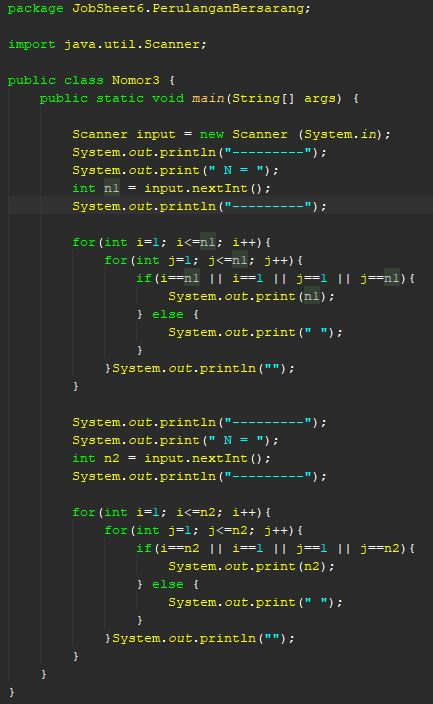 package JobSheet6.PerulanganBersarang;

import java.util.Scanner;

public class Nomor3 {
    public static void main(String[] args) {

        Scanner input = new Scanner (System.in);
        System.out.println("---------");
        System.out.print(" N = ");
        int n1 = input.nextInt();
        System.out.println("---------");

        for(int i=1; i<=n1; i++){
            for(int j=1; j<=n1; j++){
                if(i==n1 || i==1 || j==1 || j==n1){
                    System.out.print(n1);
                } else {
                    System.out.print(" ");
                }
            }System.out.println("");
        }

        System.out.println("---------");
        System.out.print(" N = ");
        int n2 = input.nextInt();
        System.out.println("---------");

        for(int i=1; i<=n2; i++){
            for(int j=1; j<=n2; j++){
                if(i==n2 || i==1 || j==1 || j==n2){
                    System.out.print(n2);
                } else {
                    System.out.print(" ");
                }
            }System.out.println("");
        }
    }
}